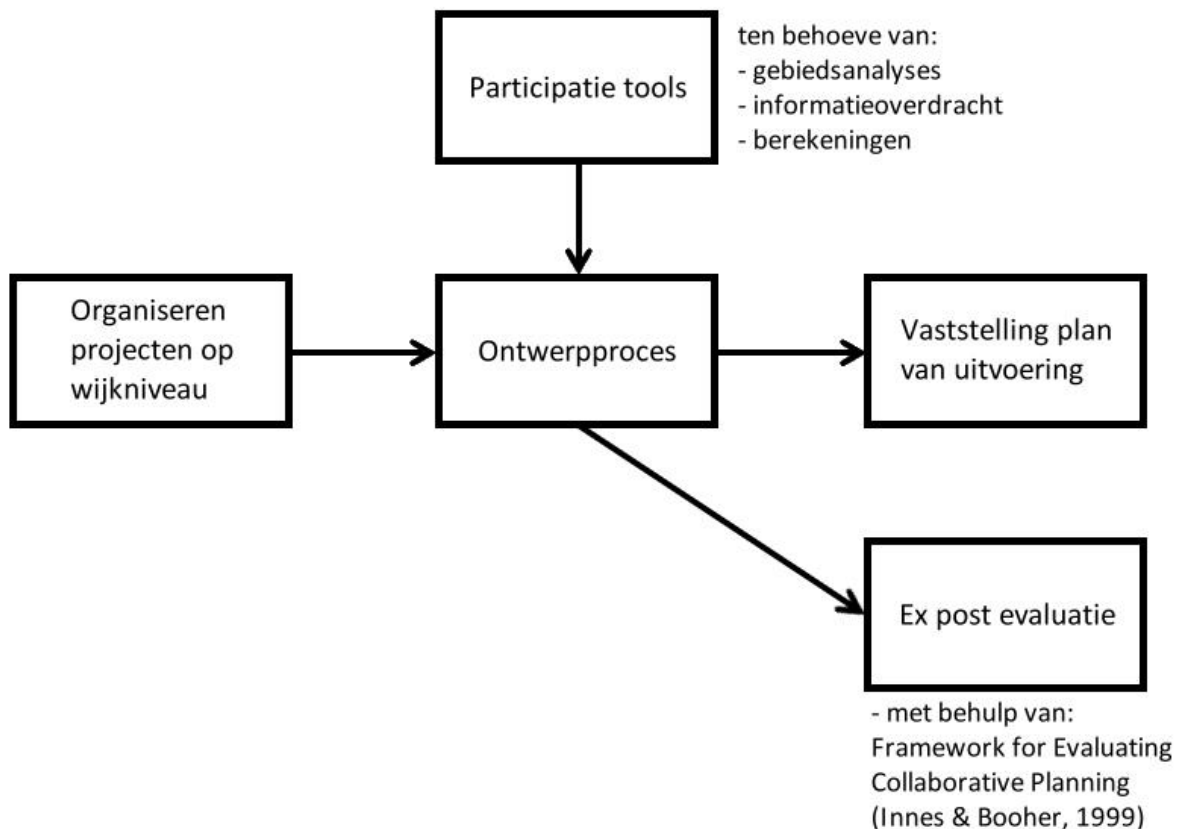 Participatie tools
ten behoeve van:
- gebiedsanalyses
- informatieoverdracht
- berekeningen
Organiseren
projecten op
wijkniveau
Ontwerpproces
Vaststelling plan
van uitvoering
Ex post evaluatie
- met behulp van:
Framework for Evaluating
Collaborative Planning
(Innes & Booher, 1999)